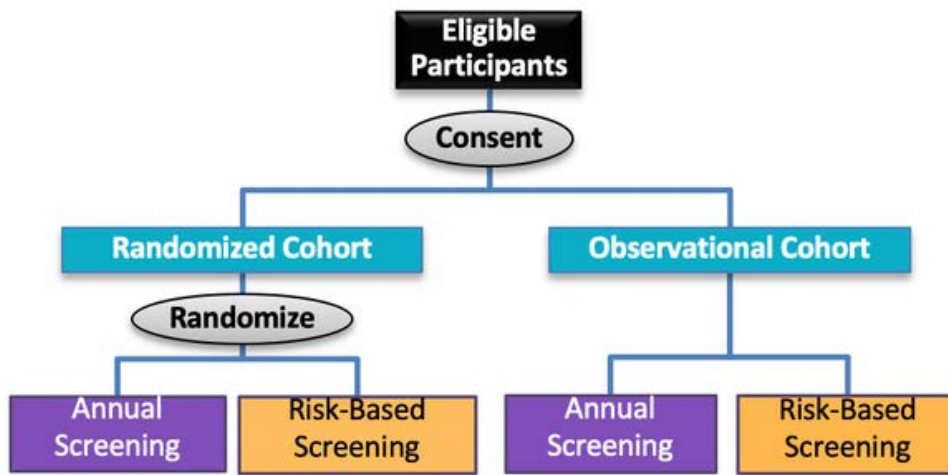 Eligible
Participants
Consent
Randomized Cohort
Observational Cohort
Randomize
Annual
Screening
Risk-Based
Screening
Annual
Screening
Risk-Based
Screening